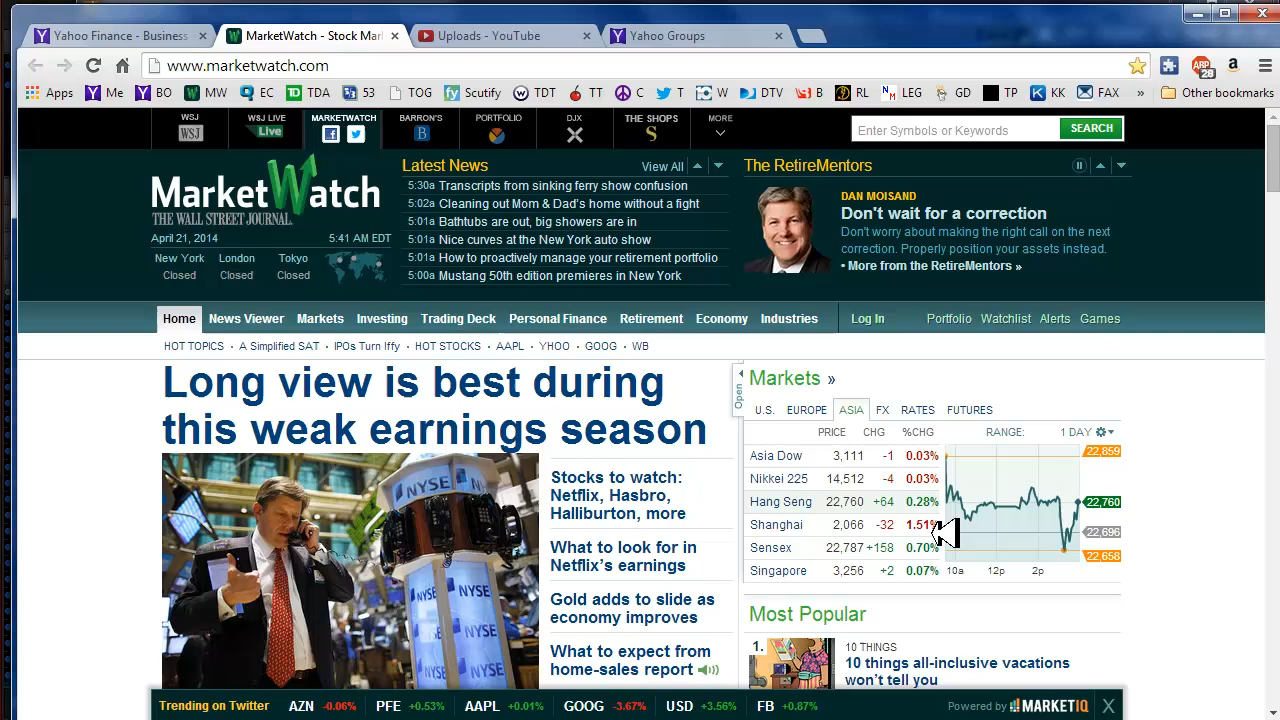 Yahoo Finance - Business
MarketWatch - Stock Mar
Uploads - YouTube
Yahoo Groups
www.marketwatch.com
Apps Me BO MW EC TDA 53 TOG Scutify TDT TT C T W DTV B RL LEG GD TP KK FAX » Other bookmarks
ABP 28
WSJ WSJ LIVE MARKETWATCH BARRON'S PORTFOLIO DJX THE SHOPS MORE
WSJ Live B S
Enter Symbols or Keywords SEARCH
MarketWatch
THE WALL STREET JOURNAL.
April 21, 2014 5:41 AM EDT
New York London Tokyo
Closed Closed Closed
Latest News View All
5:30a Transcripts from sinking ferry show confusion
5:02a Cleaning out Mom & Dad's home without a fight
5:01a Bathtubs are out, big showers are in
5:01a Nice curves at the New York auto show
5:01a How to proactively manage your retirement portfolio
5:00a Mustang 50th edition premieres in New York
The RetireMentors
DAN MOISAND
Don't wait for a correction
Don't worry about making the right call on the next
correction. Properly position your assets instead.
• More from the RetireMentors »
Home News Viewer Markets Investing Trading Deck Personal Finance Retirement Economy Industries Log In Portfolio Watchlist Alerts Games
HOT TOPICS • A Simplified SAT • IPOs Turn Iffy • HOT STOCKS • AAPL • YHOO • GOOG • WB
Long view is best during
this weak earnings season
NYSE
NYSE
NYSE
NYSE
Stocks to watch:
Netflix, Hasbro,
Halliburton, more
What to look for in
Netflix's earnings
Gold adds to slide as
economy improves
What to expect from
home-sales report
Open
Markets »
U.S. EUROPE ASIA FX RATES FUTURES
PRICE CHG %CHG RANGE: 1 DAY
Asia Dow 3,111 -1 0.03%
Nikkei 225 14,512 -4 0.03%
Hang Seng 22,760 +64 0.28%
Shanghai 2,066 -32 1.51%
Sensex 22,787 +158 0.70%
Singapore 3,256 +2 0.07%
22,859
22,760
22,696
22,658
10a 12p 2p
Most Popular
1.
10 THINGS
10 things all-inclusive vacations
won't tell you
Trending on Twitter AZN -0.06% PFE +0.53% AAPL +0.01% GOOG -3.67% USD +3.56% FB +0.87% Powered by MARKETIQ X